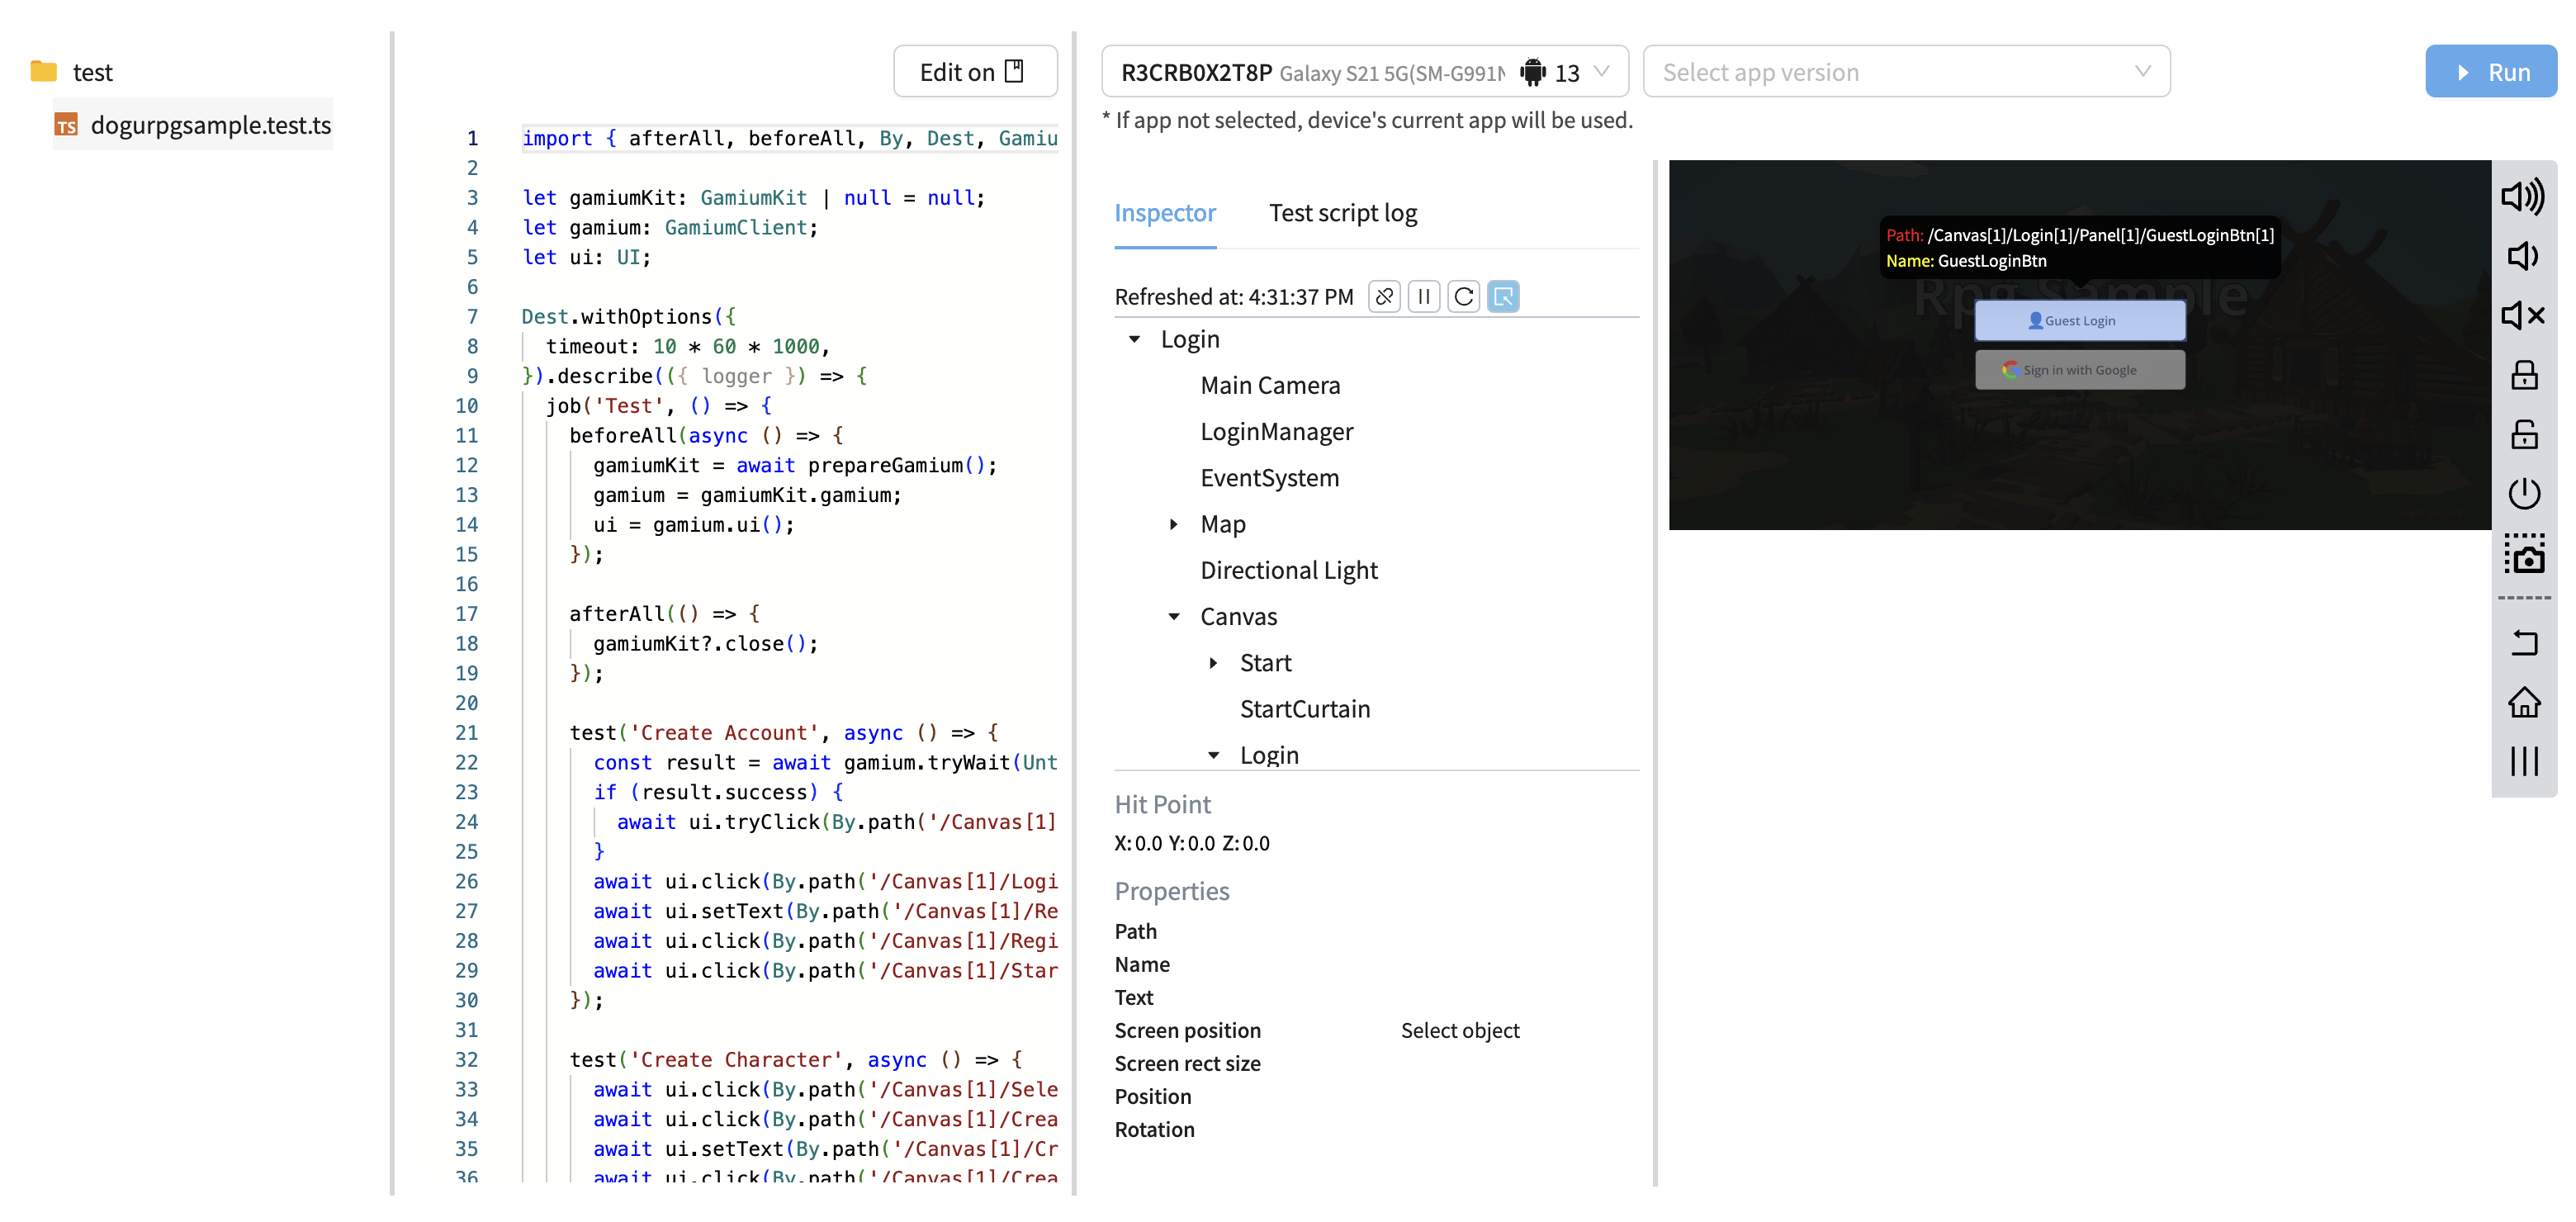 test
dogurpgsample.test.ts
Edit on
1 import { afterAll, beforeAll, By, Dest, Gamiu
2
3 let gamiumKit: GamiumKit | null = null;
4 let gamium: GamiumClient;
5 let ui: UI;
6
7 Dest.withOptions({
8 timeout: 10 * 60 * 1000,
9 }).describe(({ logger }) => {
10 job('Test', () => {
11 beforeAll(async () => {
12 gamiumKit = await prepareGamium();
13 gamium = gamiumKit.gamium;
14 ui = gamium.ui();
15 });
16
17 afterAll(() => {
18 gamiumKit?.close();
19 });
20
21 test('Create Account', async () => {
22 const result = await gamium.tryWait(Unt
23 if (result.success) {
24 await ui.tryClick(By.path('/Canvas[1]
25 }
26 await ui.click(By.path('/Canvas[1]/Logi
27 await ui.setText(By.path('/Canvas[1]/Re
28 await ui.click(By.path('/Canvas[1]/Regi
29 await ui.click(By.path('/Canvas[1]/Star
30 });
31
32 test('Create Character', async () => {
33 await ui.click(By.path('/Canvas[1]/Sele
34 await ui.click(By.path('/Canvas[1]/Crea
35 await ui.setText(By.path('/Canvas[1]/Cr
36 await ui.click(By.path('/Canvas[1]/Crea
R3CRB0X2T8P Galaxy S21 5G(SM-G991N 13
Select app version
Run
* If app not selected, device's current app will be used.
Inspector Test script log
Refreshed at: 4:31:37 PM
Login
Main Camera
LoginManager
EventSystem
Map
Directional Light
Canvas
Start
StartCurtain
Login
Hit Point
X:0.0 Y:0.0 Z:0.0
Properties
Path
Name
Text
Screen position Select object
Screen rect size
Position
Rotation
Path: /Canvas[1]/Login[1]/Panel[1]/GuestLoginBtn[1]
Name: GuestLoginBtn
Rpg Sample
Guest Login
Sign in with Google